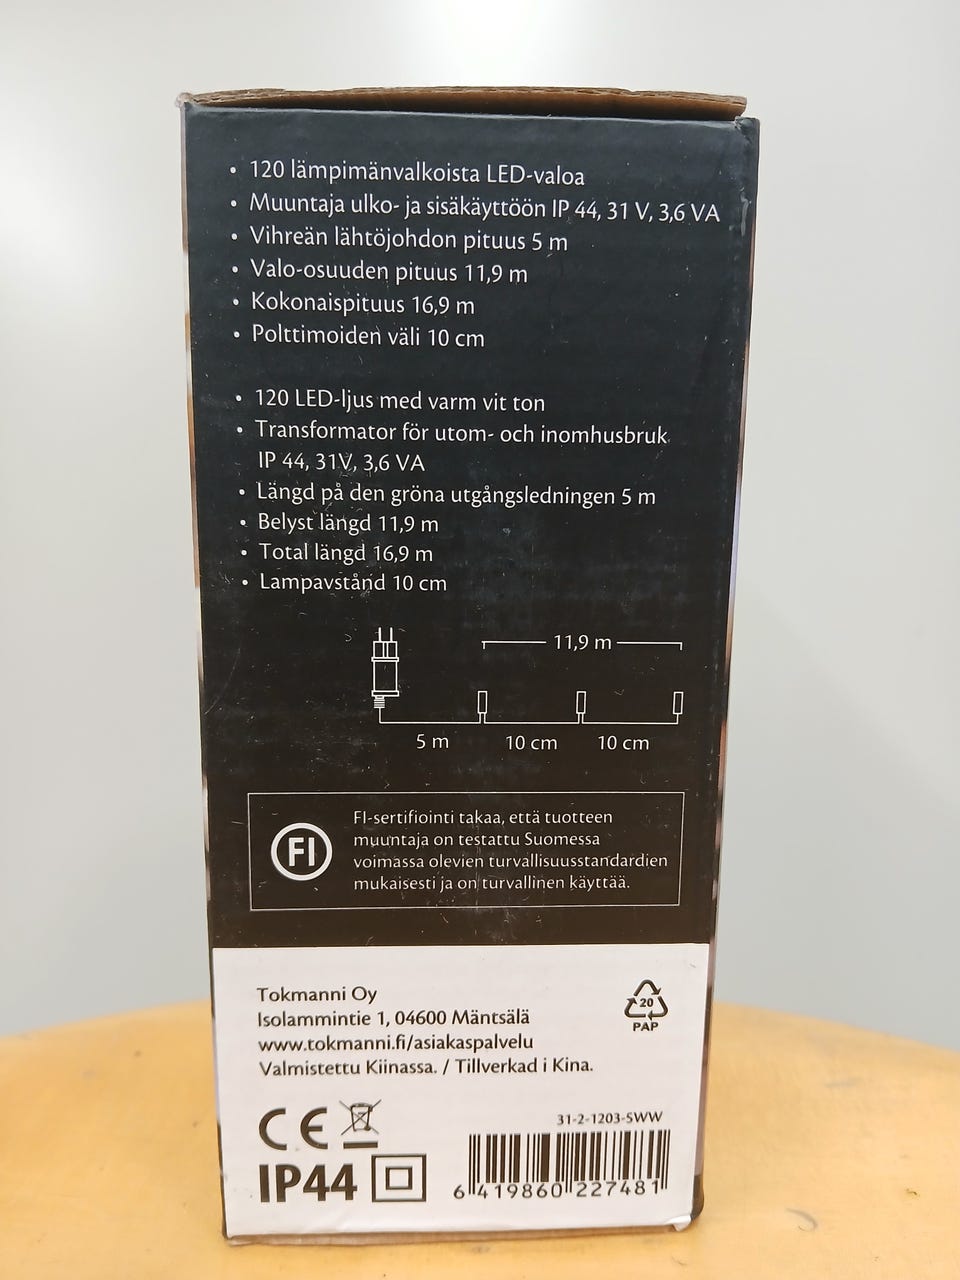 • 120 lämpimänvalkoista LED-valoa
• Muuntaja ulko- ja sisäkäyttöön IP 44, 31 V, 3,6 VA
• Vihreän lähtöjohdon pituus 5 m
• Valo-osuuden pituus 11,9 m
• Kokonaispituus 16,9 m
• Polttimoiden väli 10 cm
• 120 LED-ljus med varm vit ton
• Transformator för utom- och inomhusbruk
IP 44, 31V, 3,6 VA
• Längd på den gröna utgångsledningen 5 m
• Belyst längd 11,9 m
• Total längd 16,9 m
• Lampavstånd 10 cm
11,9 m
5 m 10 cm 10 cm
FI
FI-sertifiointi takaa, että tuotteen
muuntaja on testattu Suomessa
voimassa olevien turvallisuusstandardien
mukaisesti ja on turvallinen käyttää.
Tokmanni Oy
Isolammintie 1, 04600 Mäntsälä
www.tokmanni.fi/asiakaspalvelu
Valmistettu Kiinassa. / Tillverkad i Kina.
20
PAP
CE
IP44
31-2-1203-SWW
6 419860 227481